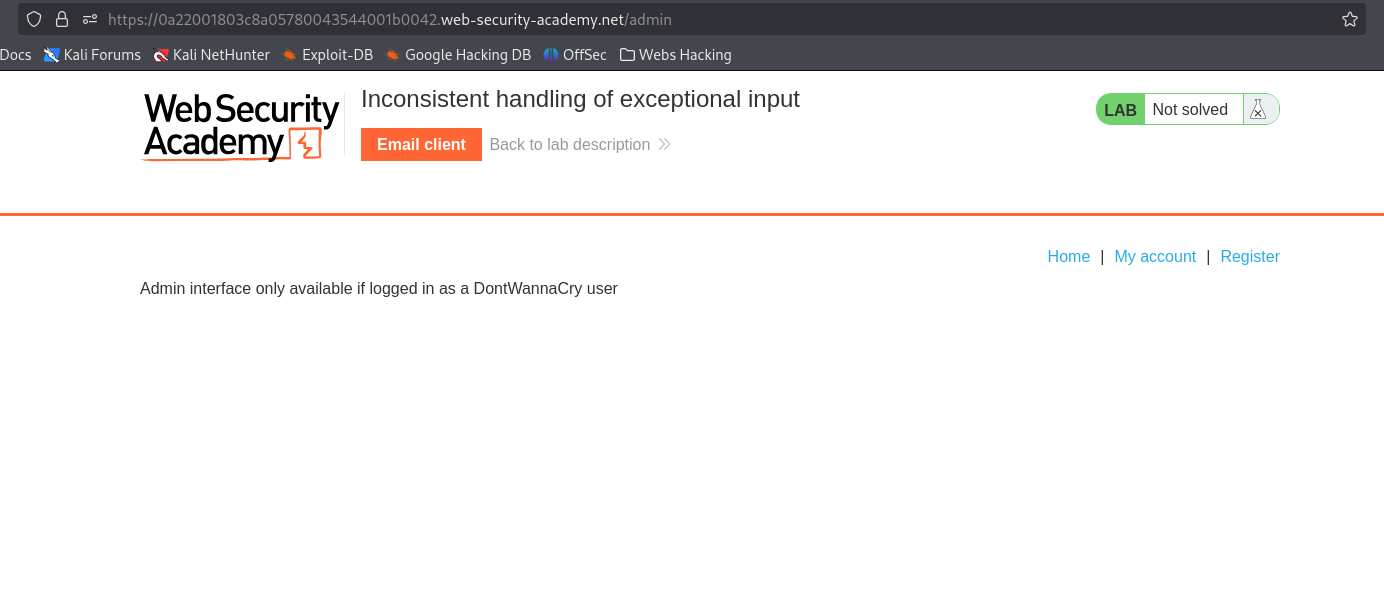 https://0a22001803c8a05780043544001b0042.web-security-academy.net/admin
Docs Kali Forums Kali NetHunter Exploit-DB Google Hacking DB OffSec Webs Hacking
Web Security
Academy
Inconsistent handling of exceptional input
LAB Not solved
Email client Back to lab description
Home | My account | Register
Admin interface only available if logged in as a DontWannaCry user